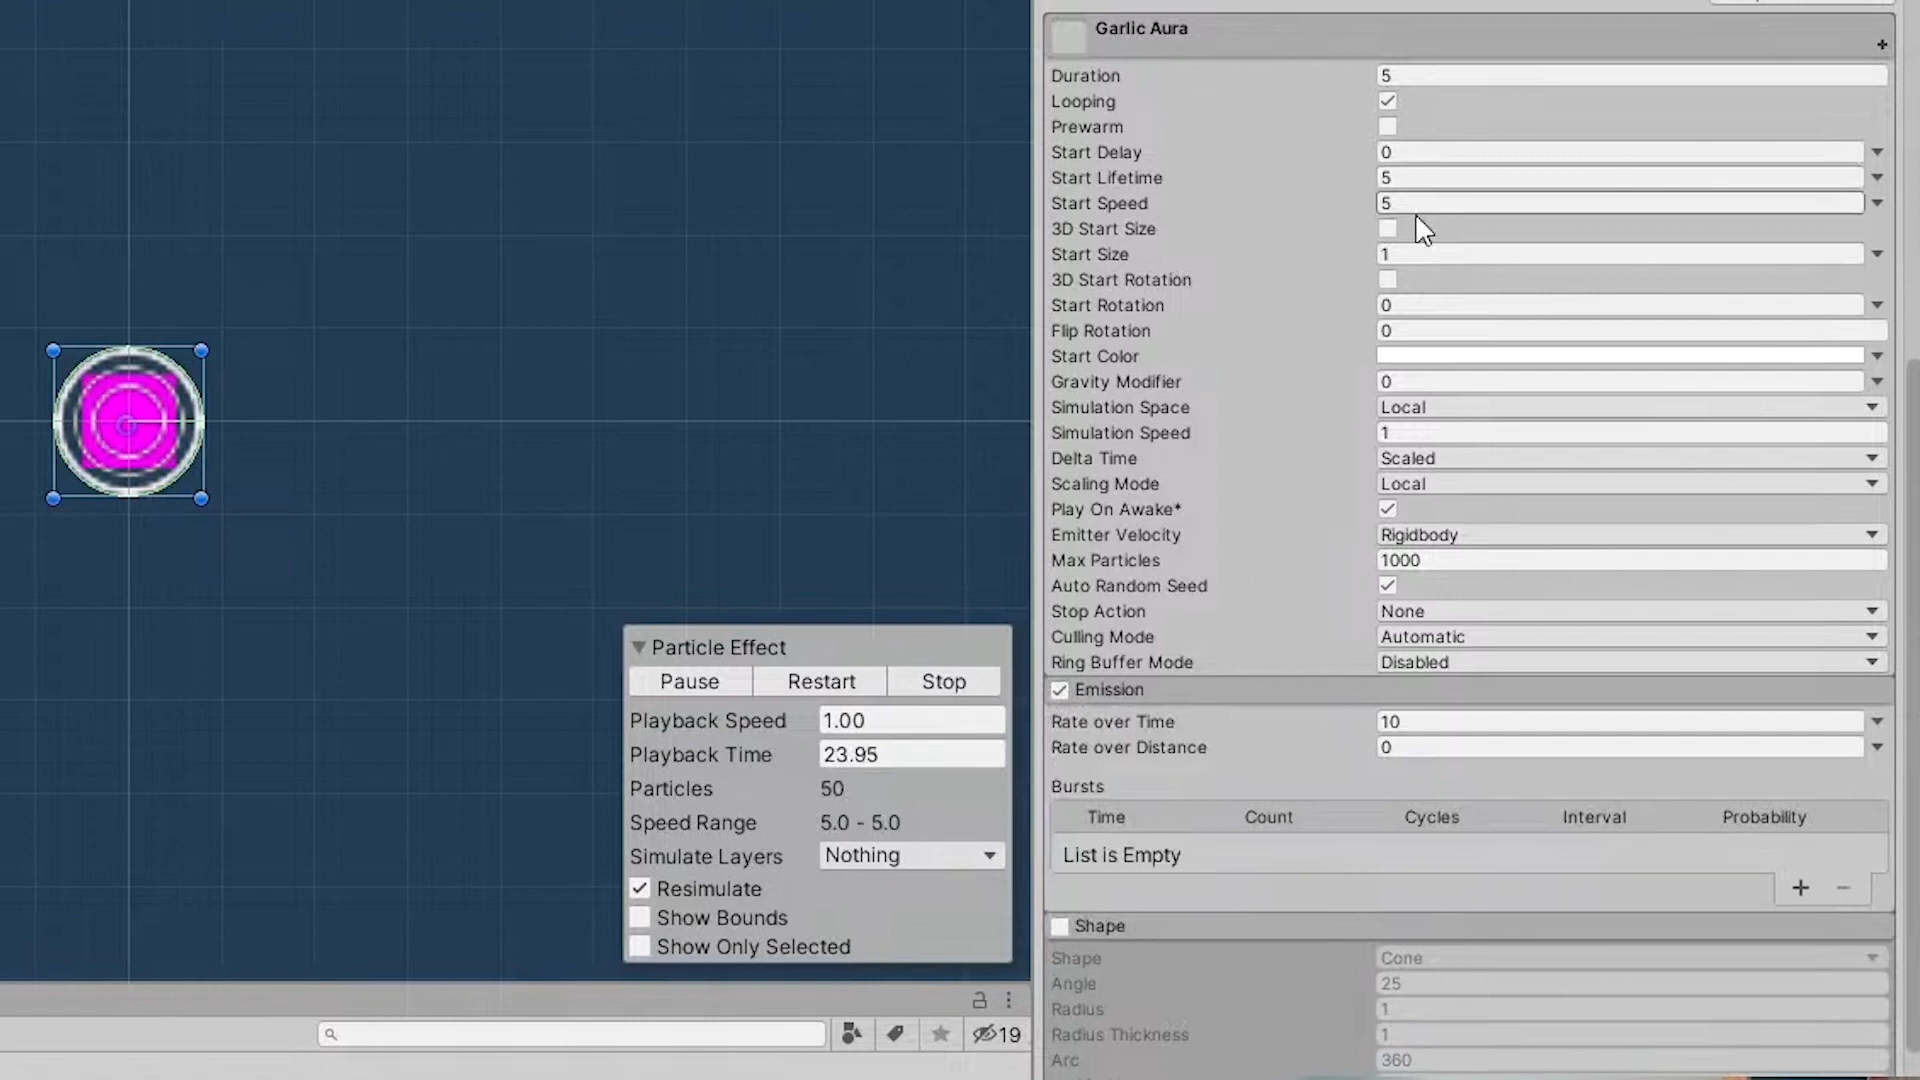 Garlic Aura
Duration 5
Looping
Prewarm
Start Delay 0
Start Lifetime 5
Start Speed 5
3D Start Size
Start Size 1
3D Start Rotation
Start Rotation 0
Flip Rotation 0
Start Color
Gravity Modifier 0
Simulation Space Local
Simulation Speed 1
Delta Time Scaled
Scaling Mode Local
Play On Awake*
Emitter Velocity Rigidbody
Max Particles 1000
Auto Random Seed
Stop Action None
Culling Mode Automatic
Ring Buffer Mode Disabled
Emission
Rate over Time 10
Rate over Distance 0
Bursts
Time Count Cycles Interval Probability
List is Empty
Shape
Shape Cone
Angle 25
Radius 1
Radius Thickness 1
Arc 360
Particle Effect
Pause Restart Stop
Playback Speed 1.00
Playback Time 23.95
Particles 50
Speed Range 5.0 - 5.0
Simulate Layers Nothing
Resimulate
Show Bounds
Show Only Selected
19